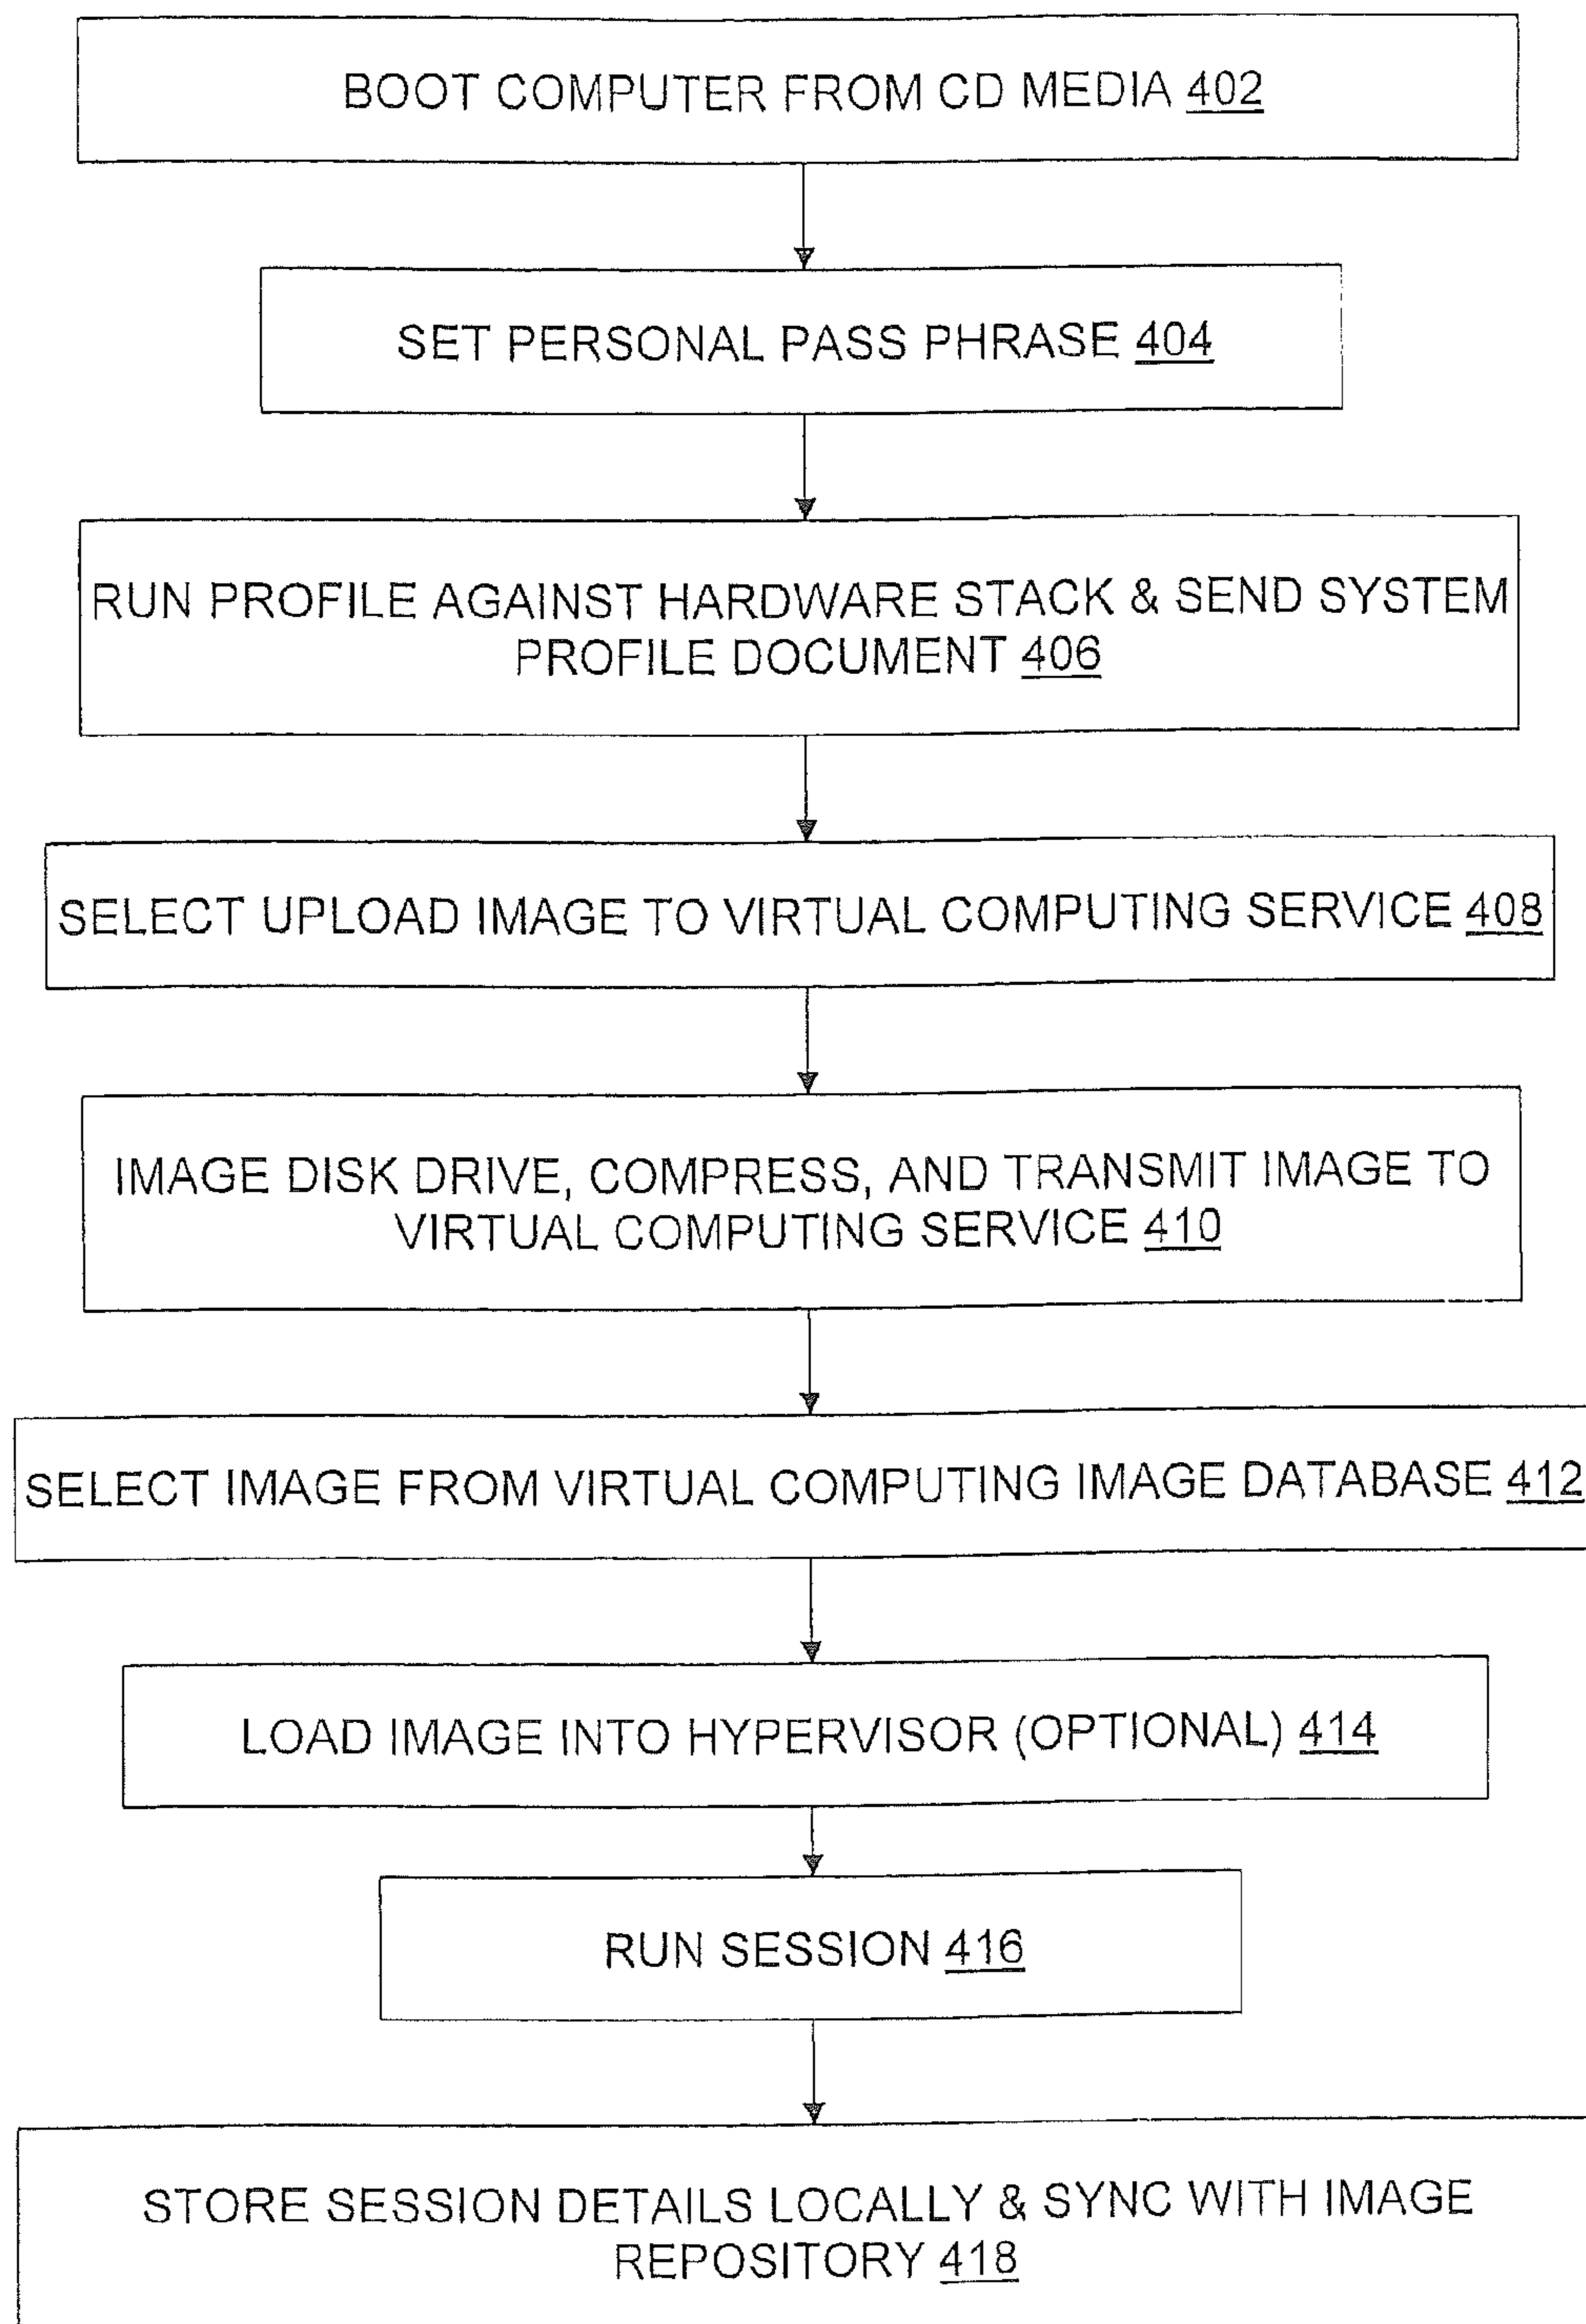 BOOT COMPUTER FROM CD MEDIA 402
SET PERSONAL PASS PHRASE 404
RUN PROFILE AGAINST HARDWARE STACK & SEND SYSTEM
PROFILE DOCUMENT 406
SELECT UPLOAD IMAGE TO VIRTUAL COMPUTING SERVICE 408
IMAGE DISK DRIVE, COMPRESS, AND TRANSMIT IMAGE TO
VIRTUAL COMPUTING SERVICE 410
SELECT IMAGE FROM VIRTUAL COMPUTING IMAGE DATABASE 412
LOAD IMAGE INTO HYPERVISOR (OPTIONAL) 414
RUN SESSION 416
STORE SESSION DETAILS LOCALLY & SYNC WITH IMAGE
REPOSITORY 418